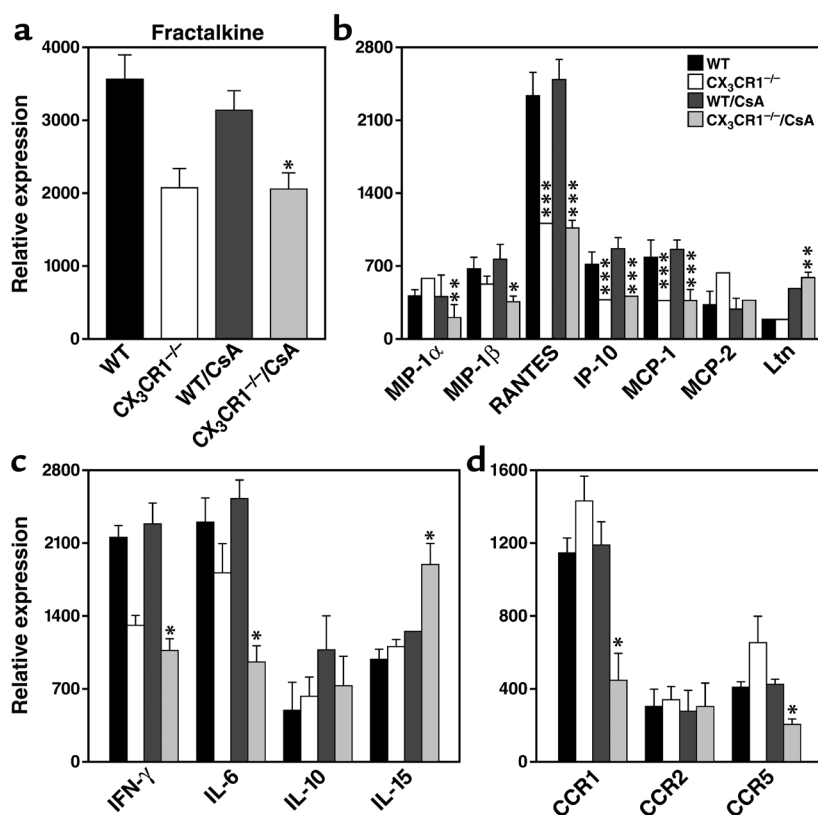 a
Fractalkine
Relative expression
4000
3000
2000
1000
0
*
WT
CX3CR1–/–
WT/CsA
CX3CR1–/–/CsA
b
2800
2100
1400
700
0
WT
CX3CR1–/–
WT/CsA
CX3CR1–/–/CsA
**
*
***
***
***
***
***
***
**
MIP-1α
MIP-1β
RANTES
IP-10
MCP-1
MCP-2
Ltn
c
Relative expression
2800
2100
1400
700
0
*
*
*
IFN-γ
IL-6
IL-10
IL-15
d
1600
1200
800
400
0
*
*
CCR1
CCR2
CCR5